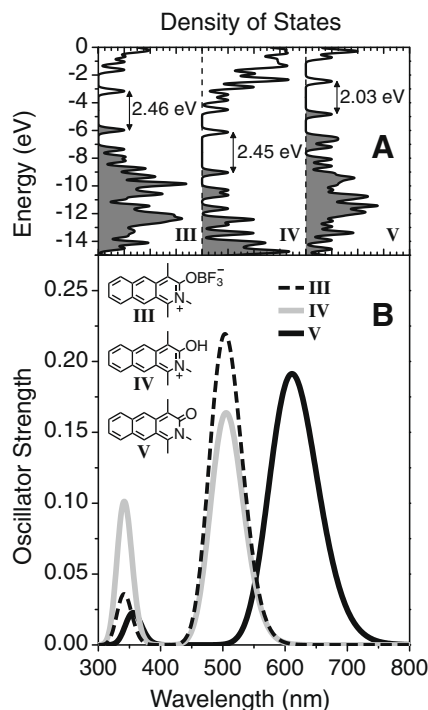 Density of States
Energy (eV)
0
-2
-4
-6
-8
-10
-12
-14
2.46 eV
2.45 eV
2.03 eV
A
III
IV
V
B
III
IV
V
OBF₃⁻
N⁺
III
OH
N⁺
IV
O
N
V
Oscillator Strength
0.25
0.20
0.15
0.10
0.05
0.00
300 400 500 600 700 800
Wavelength (nm)